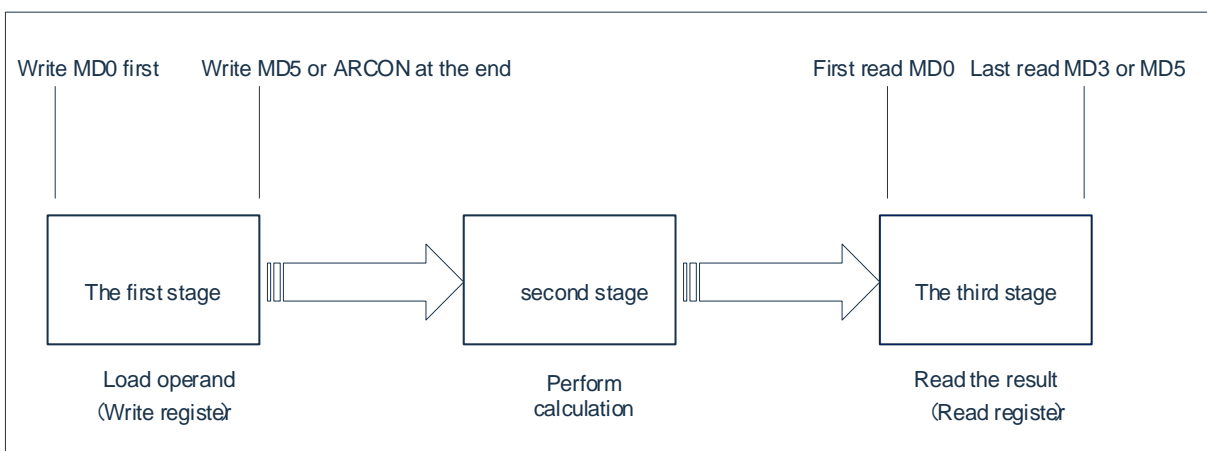 Write MD0 first
Write MD5 or ARCON at the end
First read MD0
Last read MD3 or MD5
The first stage
second stage
The third stage
Load operand
(Write register)
Perform
calculation
Read the result
(Read register)